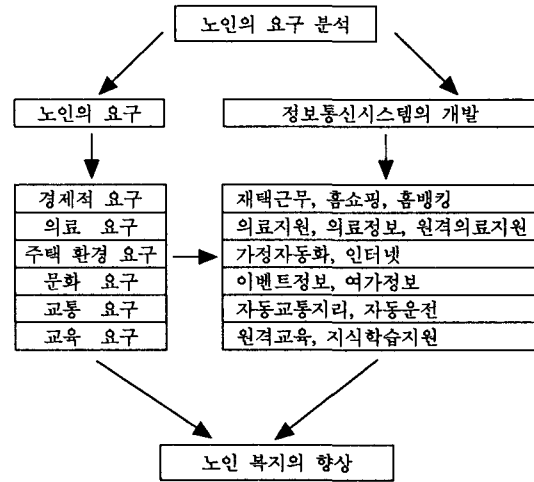 노인의 요구 분석
노인의 요구
정보통신시스템의 개발
경제적 요구
재택근무, 홈쇼핑, 홈뱅킹
의료 요구
의료지원, 의료정보, 원격의료지원
주택 환경 요구
가정자동화, 인터넷
문화 요구
이벤트정보, 여가정보
교통 요구
자동교통지리, 자동운전
교육 요구
원격교육, 지식학습지원
노인 복지의 향상